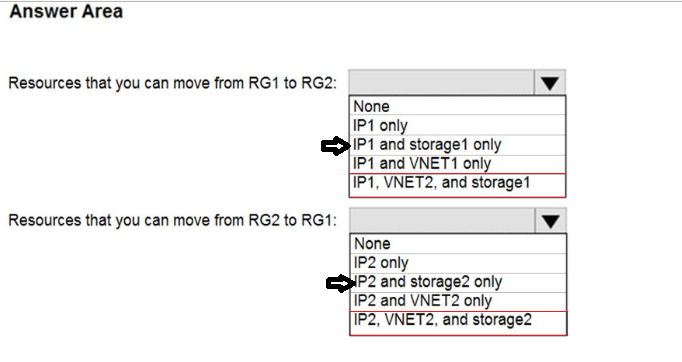 Answer Area
Resources that you can move from RG1 to RG2:
None
IP1 only
IP1 and storage1 only
IP1 and VNET1 only
IP1, VNET2, and storage1
Resources that you can move from RG2 to RG1:
None
IP2 only
IP2 and storage2 only
IP2 and VNET2 only
IP2, VNET2, and storage2